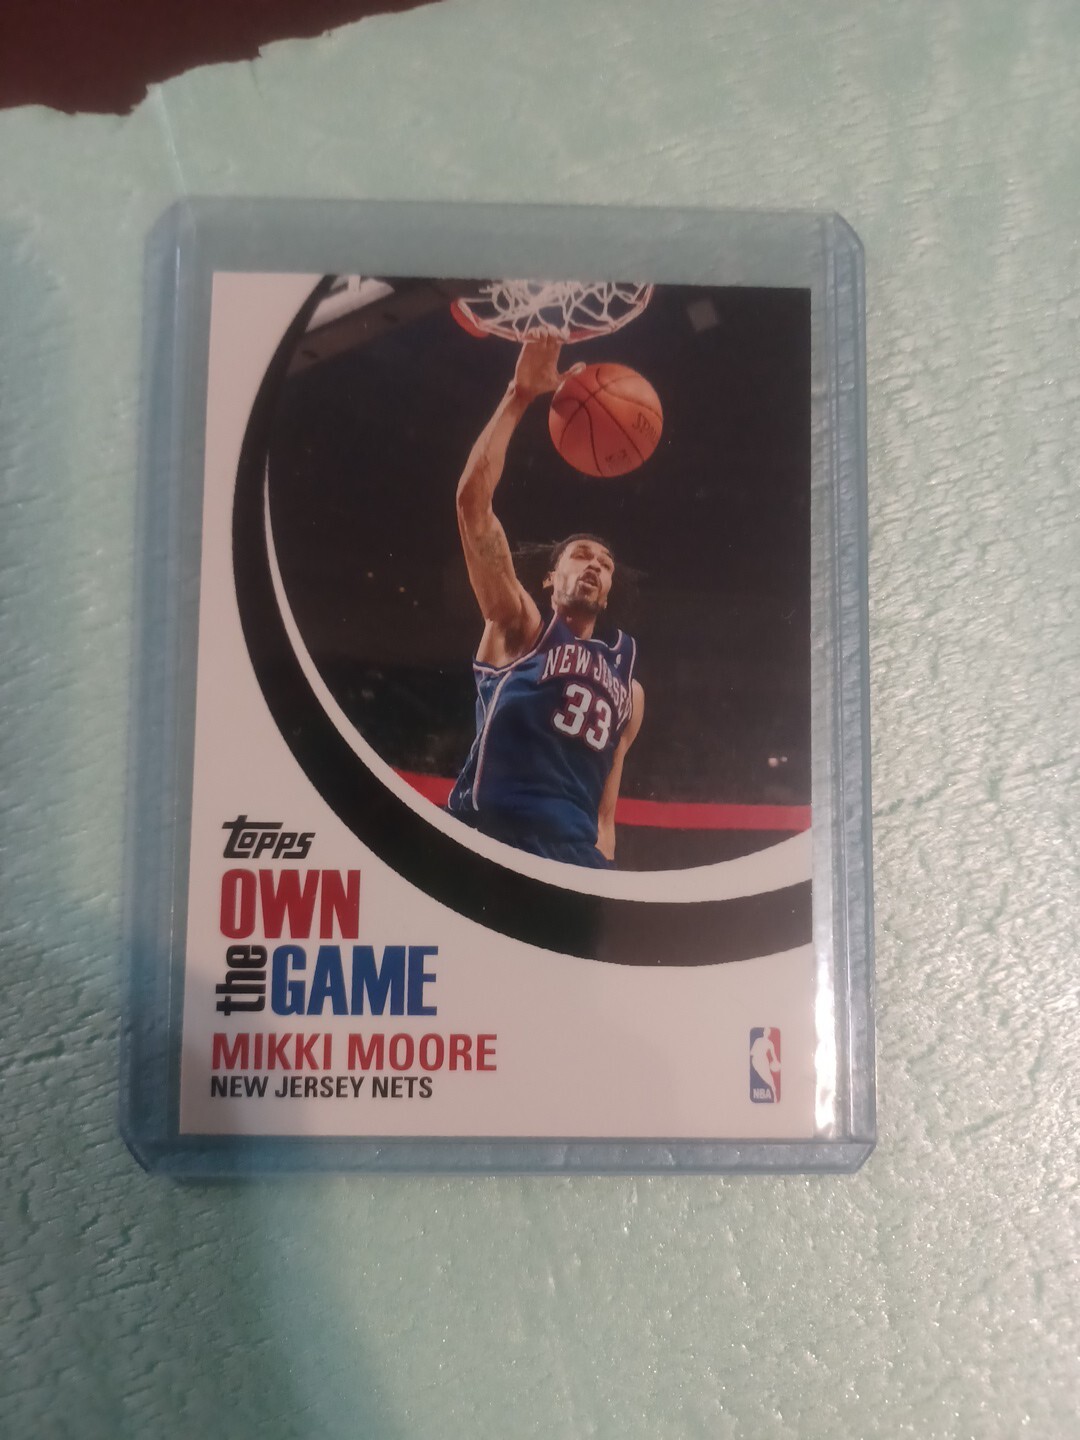 NEW JERSEY
33
TOPPS
OWN
the GAME
MIKKI MOORE
NEW JERSEY NETS
NBA